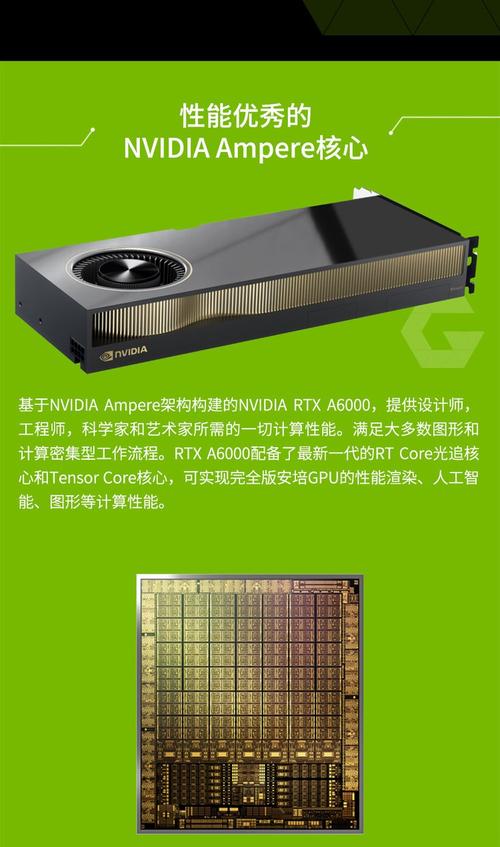 性能优秀的
NVIDIA Ampere核心
NVIDIA
基于NVIDIA Ampere架构构建的NVIDIA RTX A6000，提供设计师，
工程师，科学家和艺术家所需的一切计算性能。满足大多数图形和
计算密集型工作流程。RTX A6000配备了最新一代的RT Core光追核
心和Tensor Core核心，可实现完全版安培GPU的性能渲染、人工智
能、图形等计算性能。